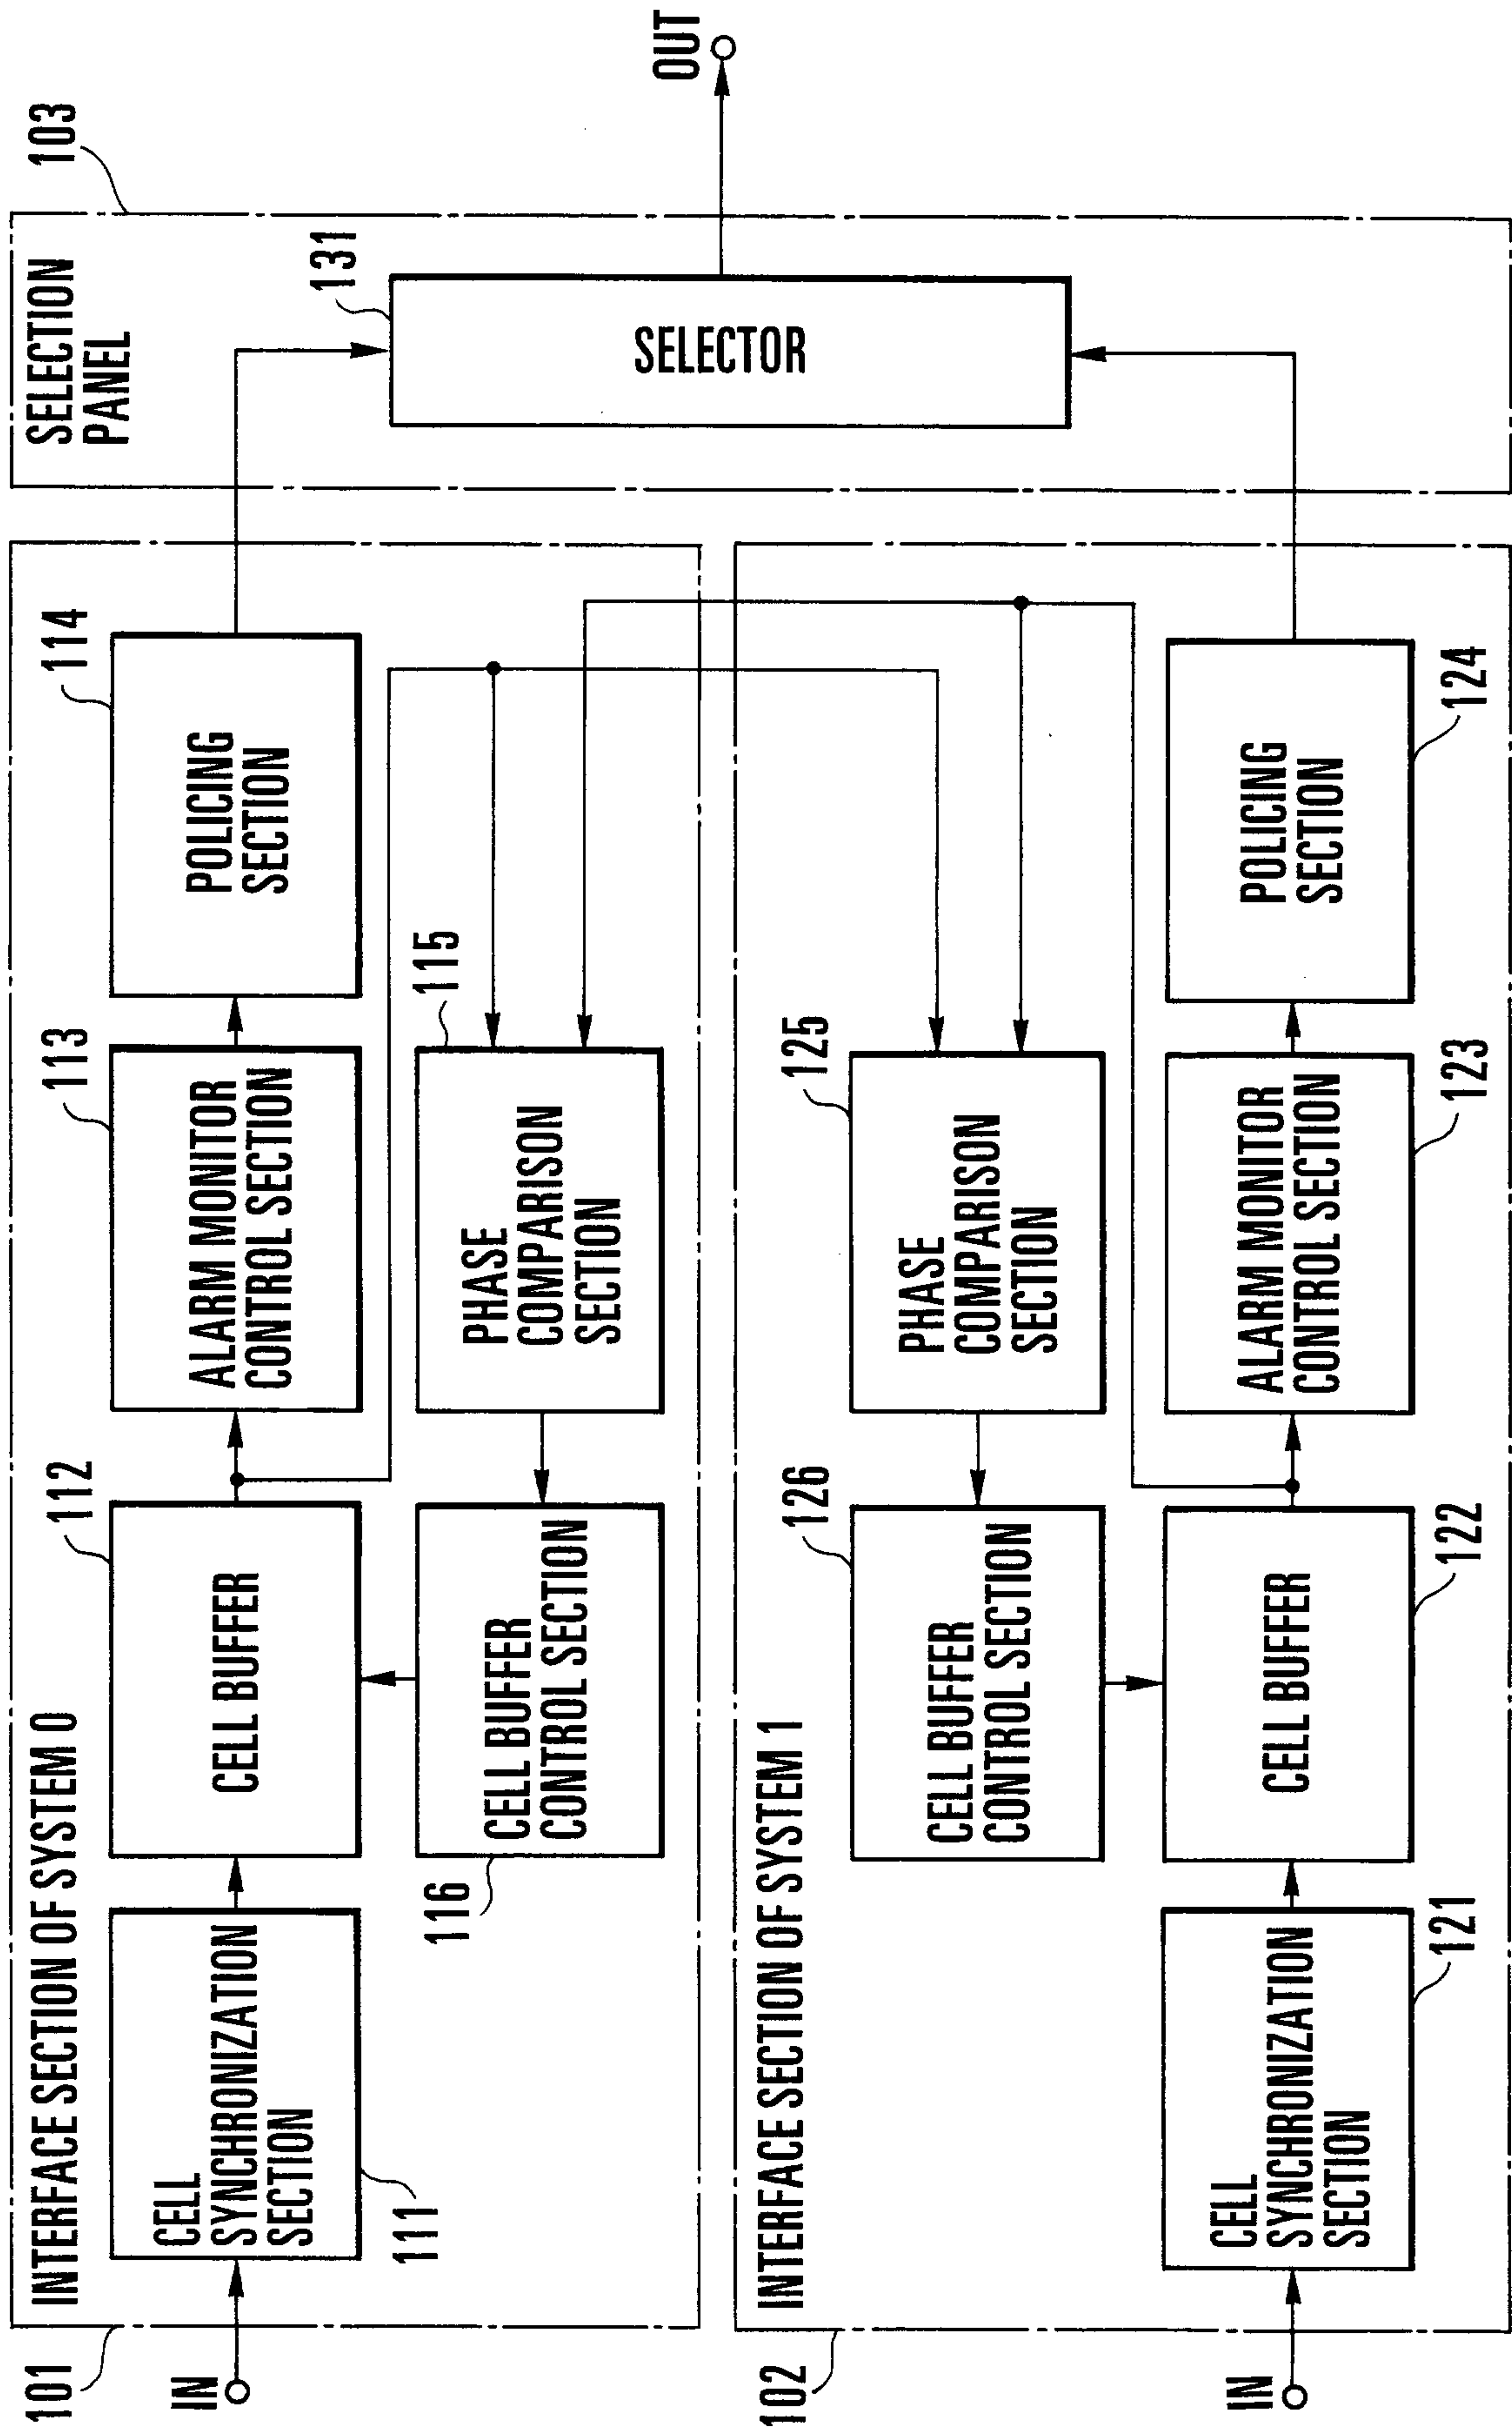 101
INTERFACE SECTION OF SYSTEM 0
IN
CELL
SYNCHRONIZATION
SECTION
111
CELL BUFFER
112
ALARM MONITOR
CONTROL SECTION
113
POLICING
SECTION
114
CELL BUFFER
CONTROL SECTION
116
PHASE
COMPARISON
SECTION
115
SELECTION
PANEL
103
SELECTOR
131
OUT
102
INTERFACE SECTION OF SYSTEM 1
CELL BUFFER
CONTROL SECTION
126
PHASE
COMPARISON
SECTION
125
IN
CELL
SYNCHRONIZATION
SECTION
121
CELL BUFFER
122
ALARM MONITOR
CONTROL SECTION
123
POLICING
SECTION
124